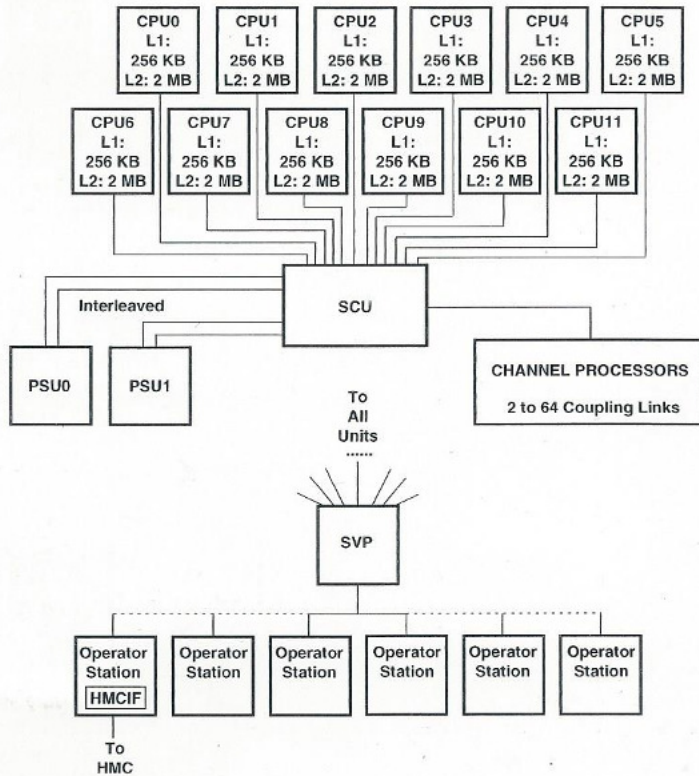 CPU0
L1:
256 KB
L2: 2 MB
CPU1
L1:
256 KB
L2: 2 MB
CPU2
L1:
256 KB
L2: 2 MB
CPU3
L1:
256 KB
L2: 2 MB
CPU4
L1:
256 KB
L2: 2 MB
CPU5
L1:
256 KB
L2: 2 MB
CPU6
L1:
256 KB
L2: 2 MB
CPU7
L1:
256 KB
L2: 2 MB
CPU8
L1:
256 KB
L2: 2 MB
CPU9
L1:
256 KB
L2: 2 MB
CPU10
L1:
256 KB
L2: 2 MB
CPU11
L1:
256 KB
L2: 2 MB
Interleaved
SCU
PSU0
PSU1
CHANNEL PROCESSORS
2 to 64 Coupling Links
To
All
Units
......
SVP
Operator
Station
HMCIF
Operator
Station
Operator
Station
Operator
Station
Operator
Station
Operator
Station
To
HMC